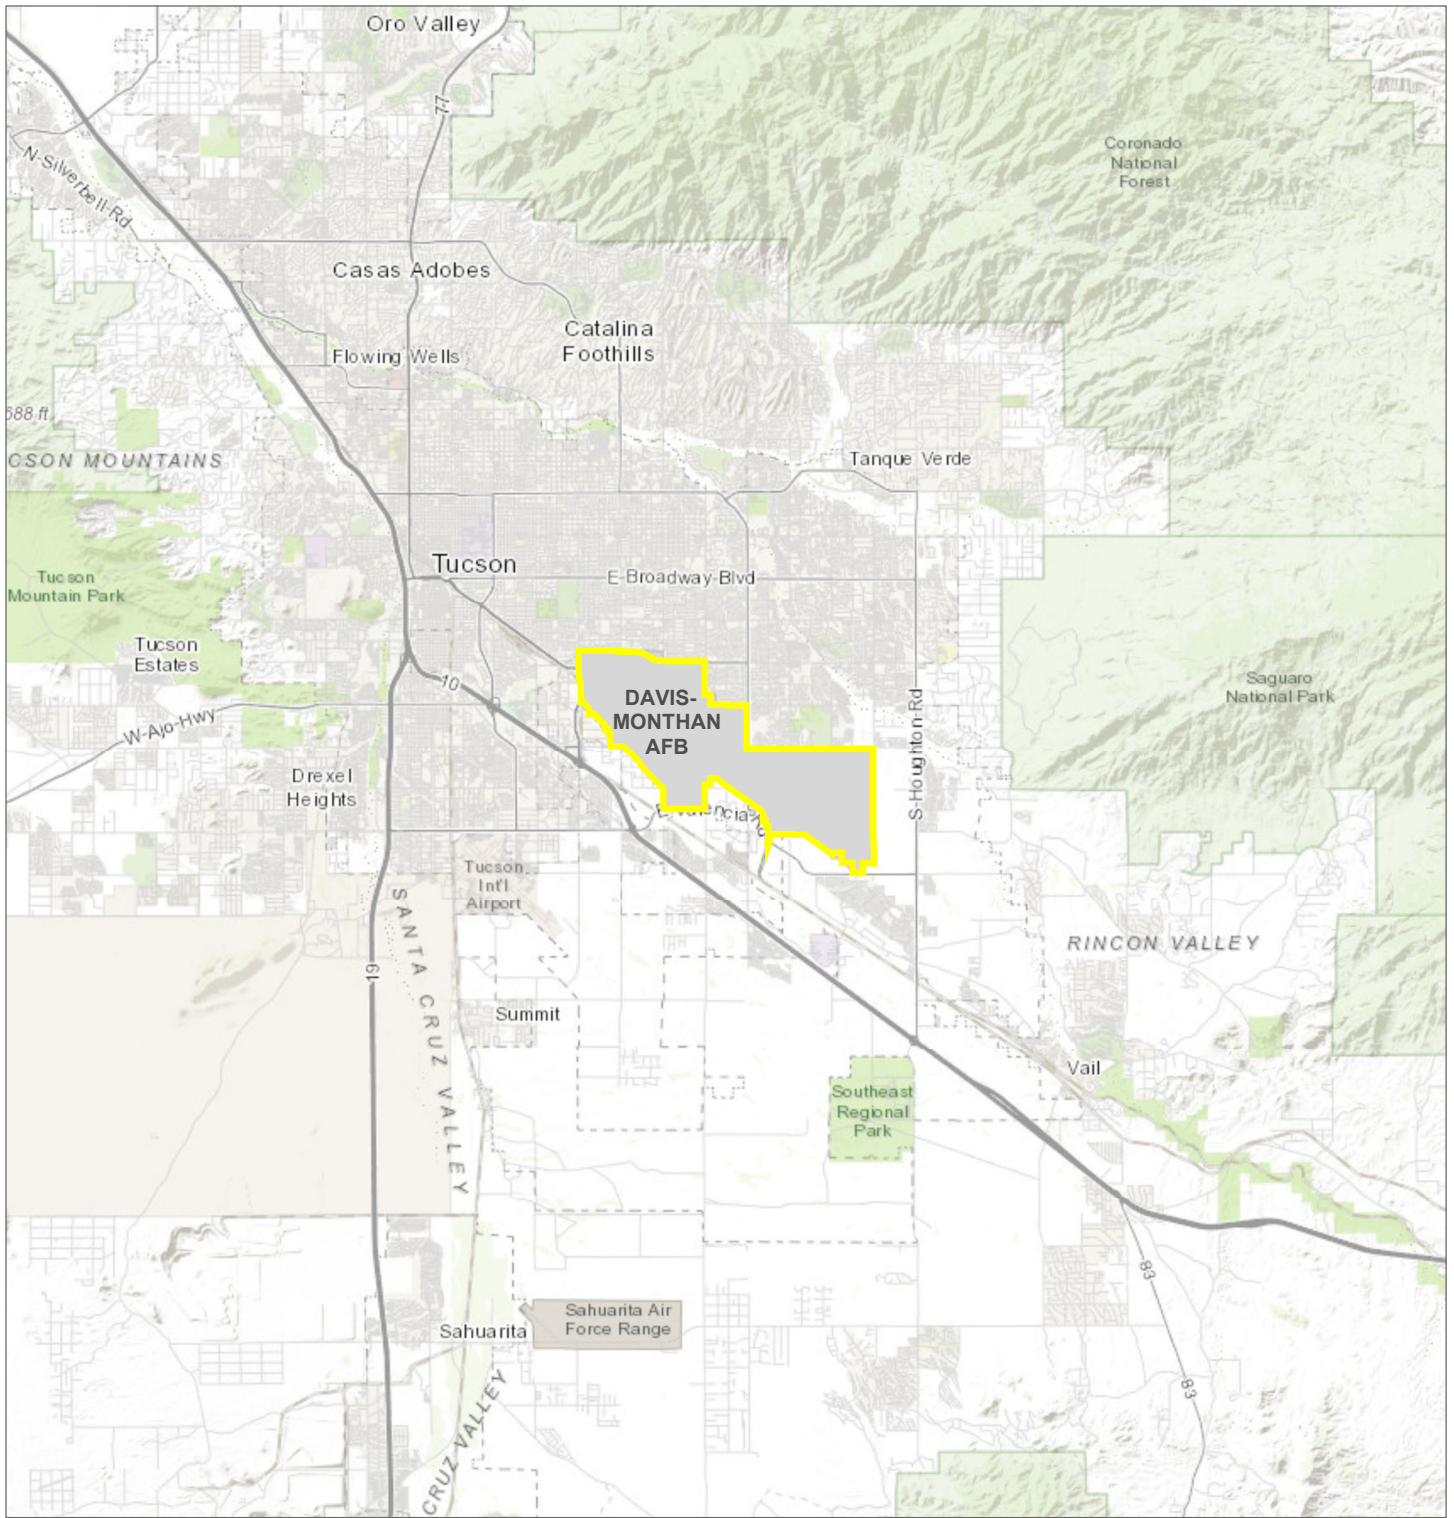 Oro Valley
77
Coronado
National
Forest
N-Silverbell-Rd
Casas Adobes
Catalina
Foothills
Flowing Wells
688 ft
CSON MOUNTAINS
Tanque Verde
Tucson
E-Broadway-Blvd
Tucson
Mountain Park
Tucson
Estates
10
DAVIS-
MONTHAN
AFB
Saguaro
National Park
W-Ajo-Hwy
S-Houghton-Rd
Drexel
Heights
Tucson
Int'l
Airport
SANTA CRUZ VALLEY
RINCON VALLEY
19
Summit
Vail
Southeast
Regional
Park
83
Sahuarita Air
Force Range
Sahuarita
83
CRUZ VALLEY